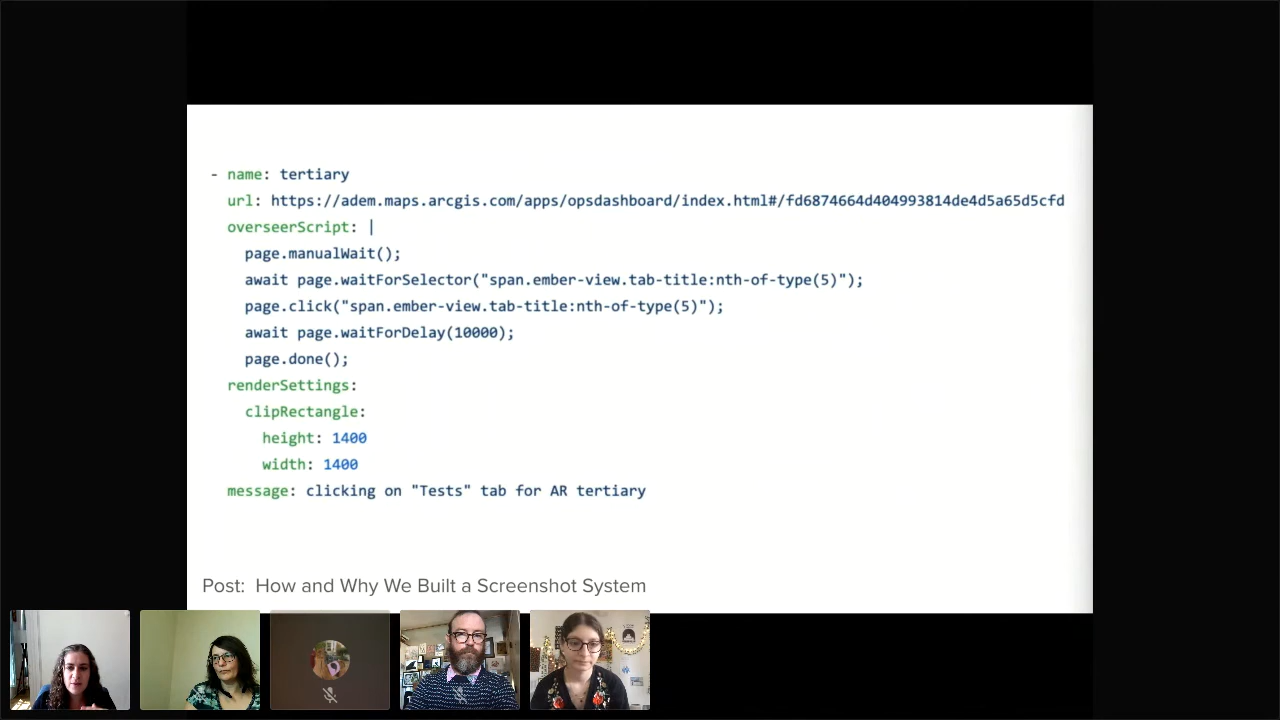 - name: tertiary
url: https://adem.maps.arcgis.com/apps/opsdashboard/index.html#/fd6874664d404993814de4d5a65d5cfd
overseerScript: |
page.manualWait();
await page.waitForSelector("span.ember-view.tab-title:nth-of-type(5)");
page.click("span.ember-view.tab-title:nth-of-type(5)");
await page.waitForDelay(10000);
page.done();
renderSettings:
clipRectangle:
height: 1400
width: 1400
message: clicking on "Tests" tab for AR tertiary
Post: How and Why We Built a Screenshot System